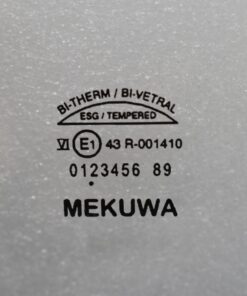 BI-THERM / BI-VETRAL
ESG / TEMPERED
VI E1 43 R-001410
0123456 89
MEKUWA